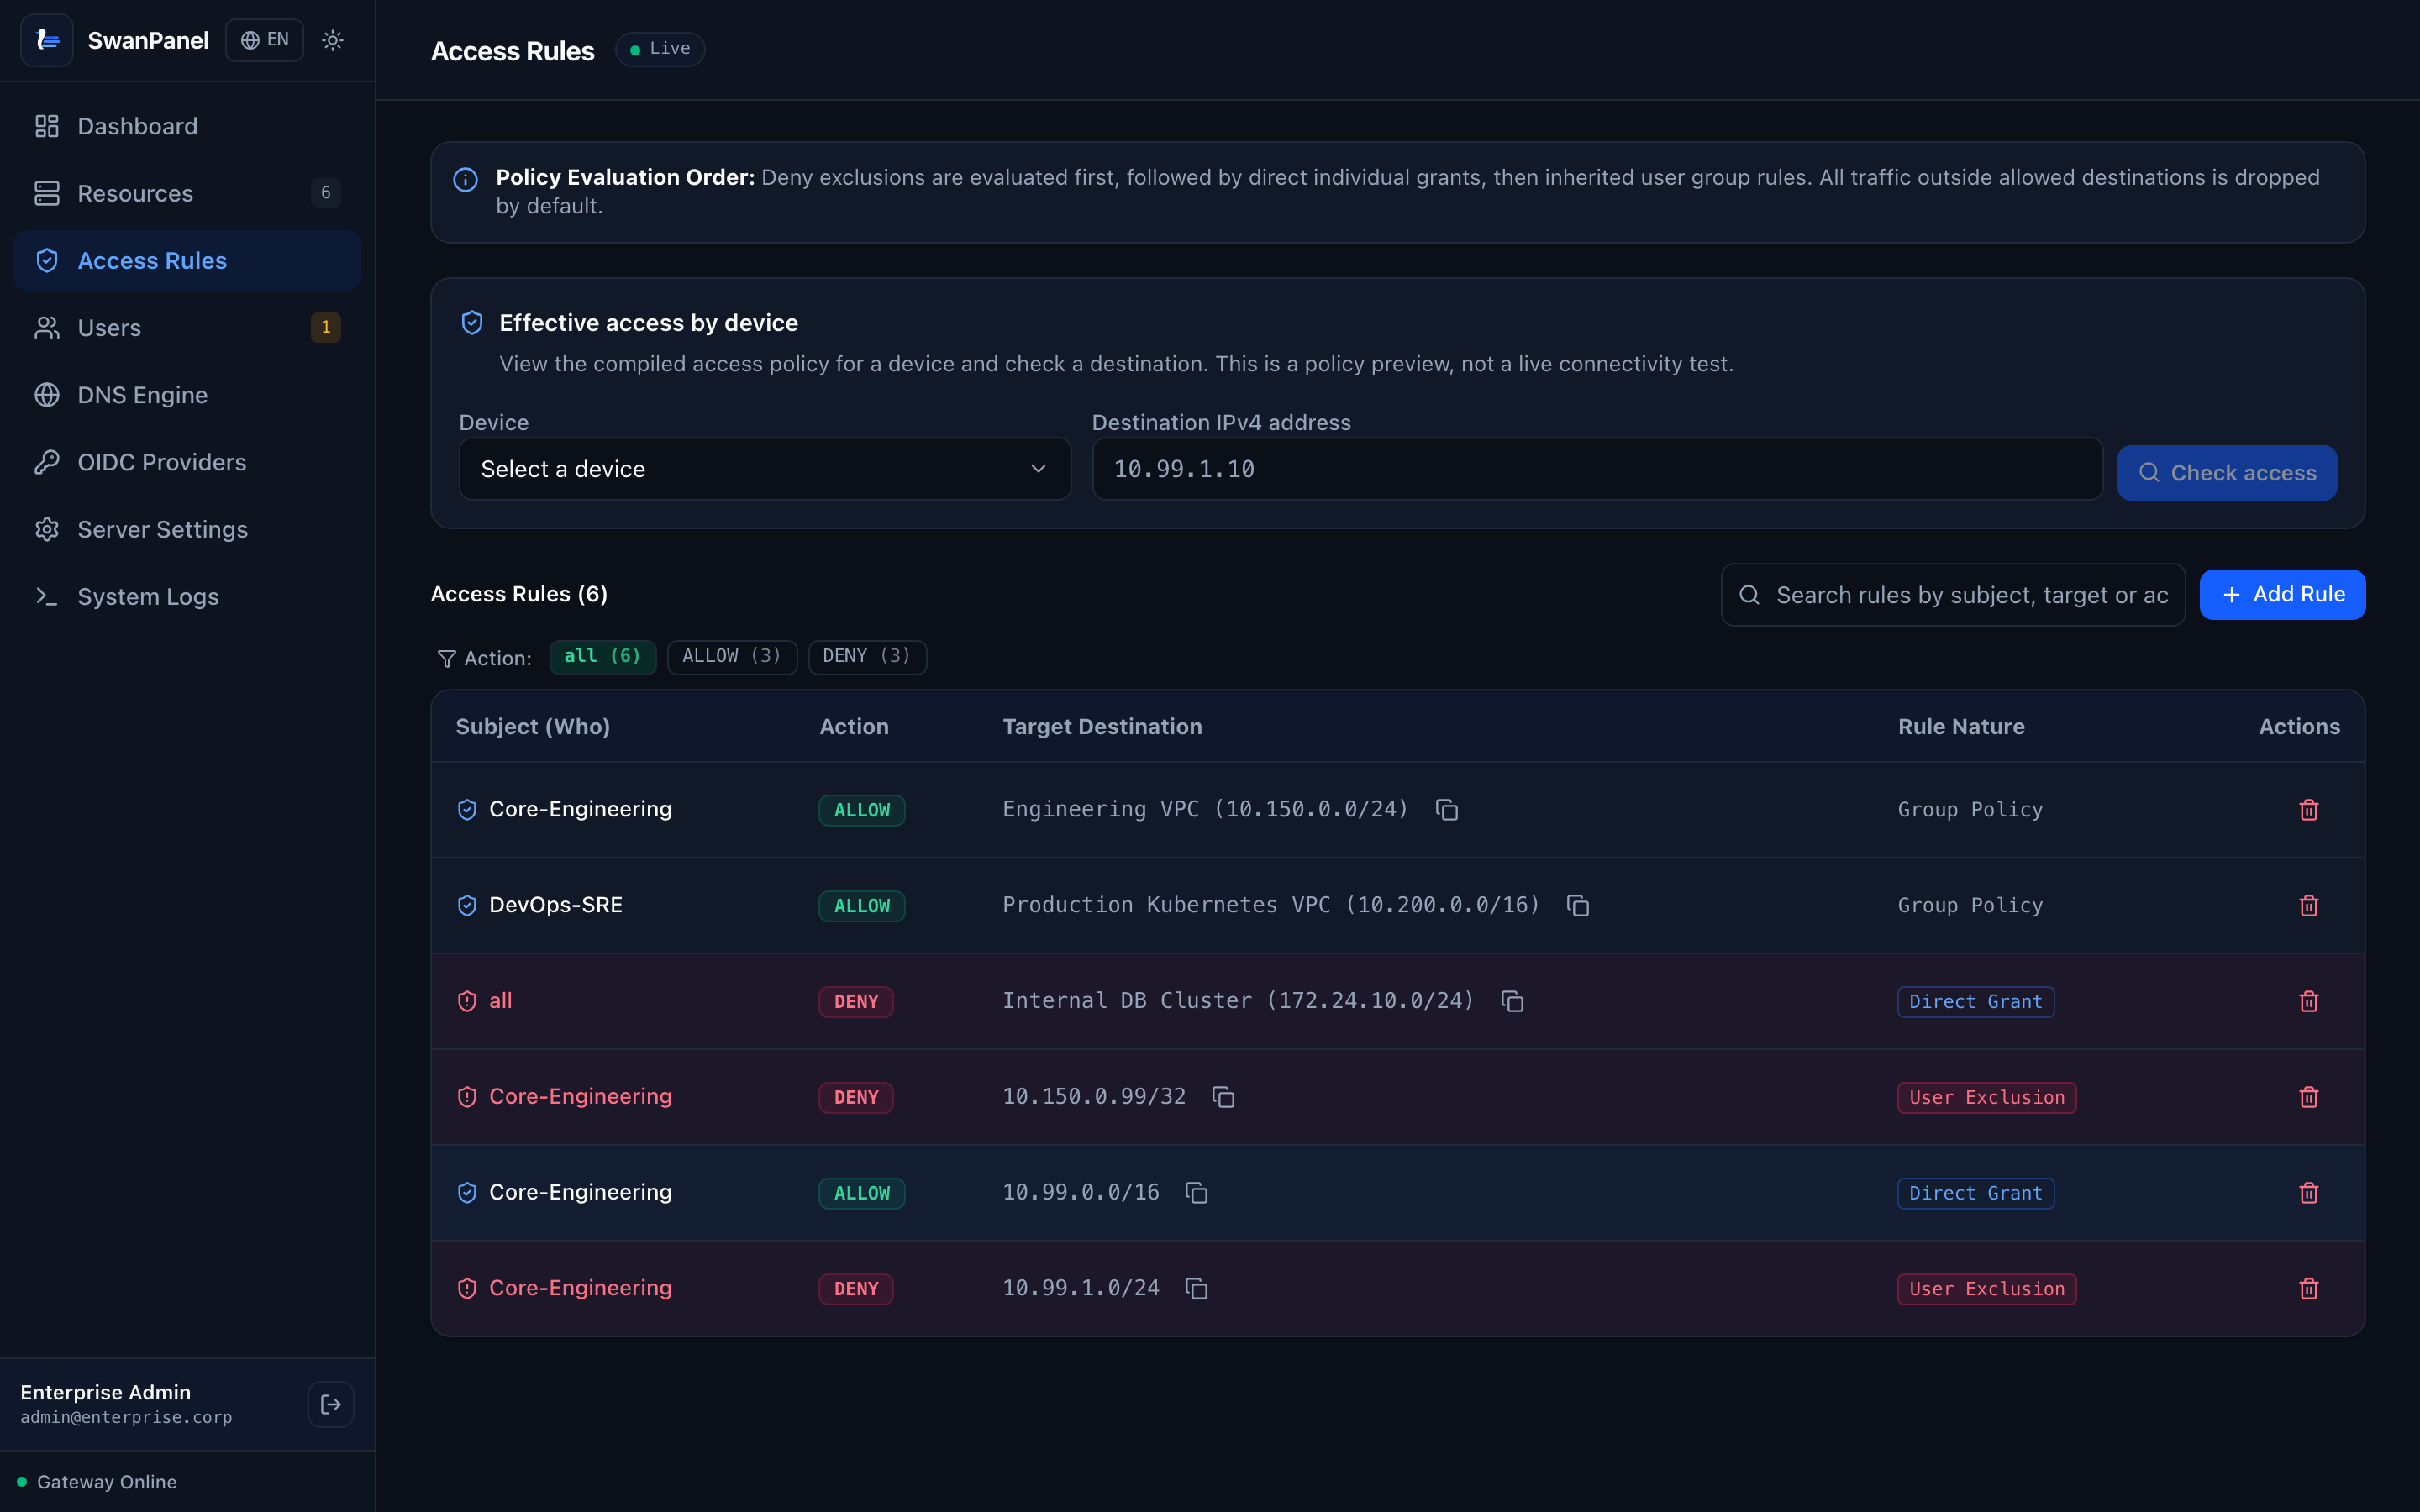 SwanPanel
EN
Dashboard
Resources 6
Access Rules
Users 1
DNS Engine
OIDC Providers
Server Settings
System Logs
Enterprise Admin
admin@enterprise.corp
Gateway Online
Access Rules
Live
Policy Evaluation Order: Deny exclusions are evaluated first, followed by direct individual grants, then inherited user group rules. All traffic outside allowed destinations is dropped
by default.
Effective access by device
View the compiled access policy for a device and check a destination. This is a policy preview, not a live connectivity test.
Device
Destination IPv4 address
Select a device
10.99.1.10
Check access
Access Rules (6)
Search rules by subject, target or ac
Add Rule
Action: all (6) ALLOW (3) DENY (3)
Subject (Who) Action Target Destination Rule Nature Actions
Core-Engineering ALLOW Engineering VPC (10.150.0.0/24) Group Policy
DevOps-SRE ALLOW Production Kubernetes VPC (10.200.0.0/16) Group Policy
all DENY Internal DB Cluster (172.24.10.0/24) Direct Grant
Core-Engineering DENY 10.150.0.99/32 User Exclusion
Core-Engineering ALLOW 10.99.0.0/16 Direct Grant
Core-Engineering DENY 10.99.1.0/24 User Exclusion